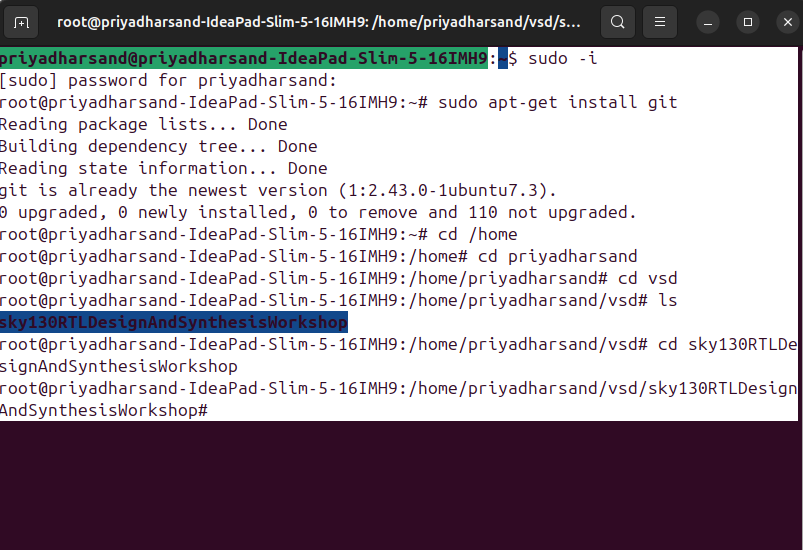 root@priyadharsand-IdeaPad-Slim-5-16IMH9: /home/priyadharsand/vsd/s...
priyadharsand@priyadharsand-IdeaPad-Slim-5-16IMH9:~$ sudo -i
[sudo] password for priyadharsand:
root@priyadharsand-IdeaPad-Slim-5-16IMH9:~# sudo apt-get install git
Reading package lists... Done
Building dependency tree... Done
Reading state information... Done
git is already the newest version (1:2.43.0-1ubuntu7.3).
0 upgraded, 0 newly installed, 0 to remove and 110 not upgraded.
root@priyadharsand-IdeaPad-Slim-5-16IMH9:~# cd /home
root@priyadharsand-IdeaPad-Slim-5-16IMH9:/home# cd priyadharsand
root@priyadharsand-IdeaPad-Slim-5-16IMH9:/home/priyadharsand# cd vsd
root@priyadharsand-IdeaPad-Slim-5-16IMH9:/home/priyadharsand/vsd# ls
sky130RTLDesignAndSynthesisWorkshop
root@priyadharsand-IdeaPad-Slim-5-16IMH9:/home/priyadharsand/vsd# cd sky130RTLDe
signAndSynthesisWorkshop
root@priyadharsand-IdeaPad-Slim-5-16IMH9:/home/priyadharsand/vsd/sky130RTLDesign
AndSynthesisWorkshop#